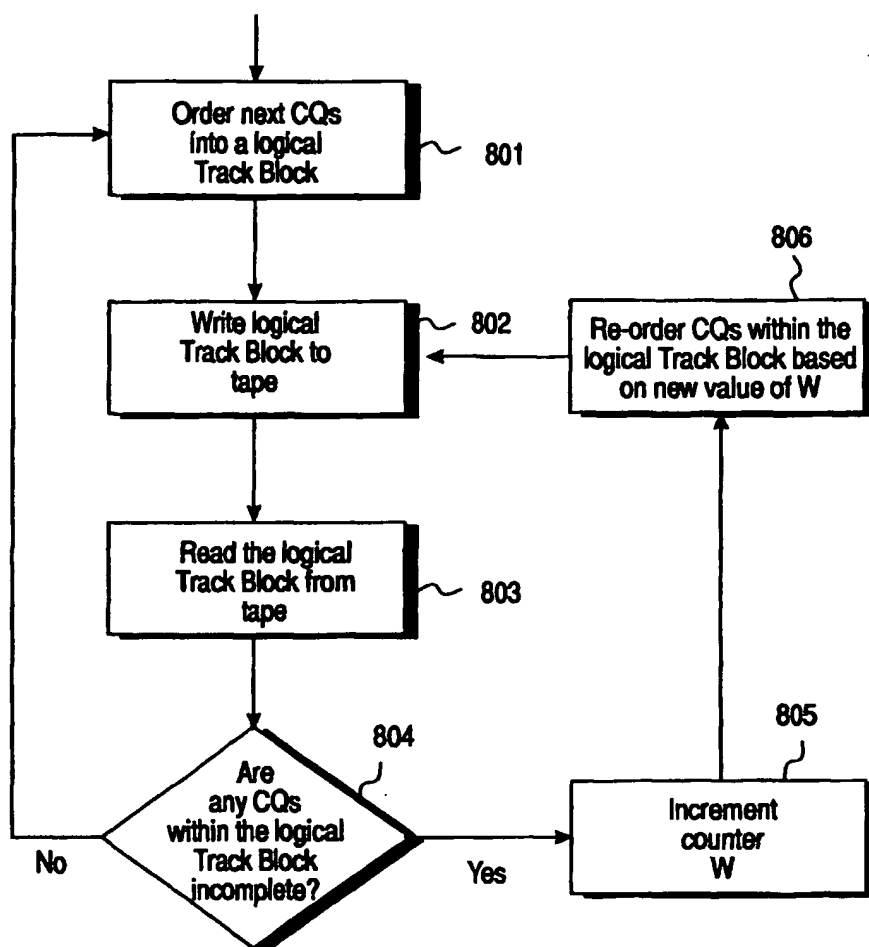 Order next CQs
into a logical
Track Block
801
Write logical
Track Block to
tape
802
806
Re-order CQs within the
logical Track Block based
on new value of W
Read the logical
Track Block from
tape
803
804
Are
any CQs
within the logical
Track Block
incomplete?
No
Yes
805
Increment
counter
W